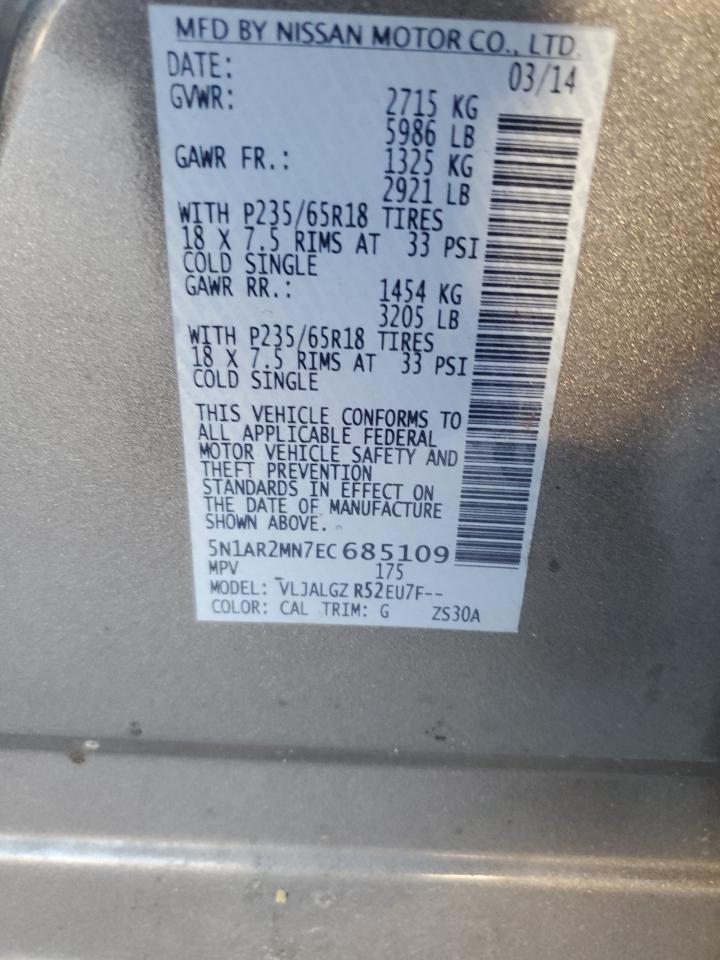 MFD BY NISSAN MOTOR CO., LTD.
DATE: 03/14
GVWR: 2715 KG
5986 LB
GAWR FR.: 1325 KG
2921 LB
WITH P235/65R18 TIRES
18 X 7.5 RIMS AT 33 PSI
COLD SINGLE
GAWR RR.: 1454 KG
3205 LB
WITH P235/65R18 TIRES
18 X 7.5 RIMS AT 33 PSI
COLD SINGLE
THIS VEHICLE CONFORMS TO
ALL APPLICABLE FEDERAL
MOTOR VEHICLE SAFETY AND
THEFT PREVENTION
STANDARDS IN EFFECT ON
THE DATE OF MANUFACTURE
SHOWN ABOVE.
5N1AR2MN7EC 685109
MPV 175
MODEL: VLJALGZ R52EU7F--
COLOR: CAL TRIM: G ZS30A